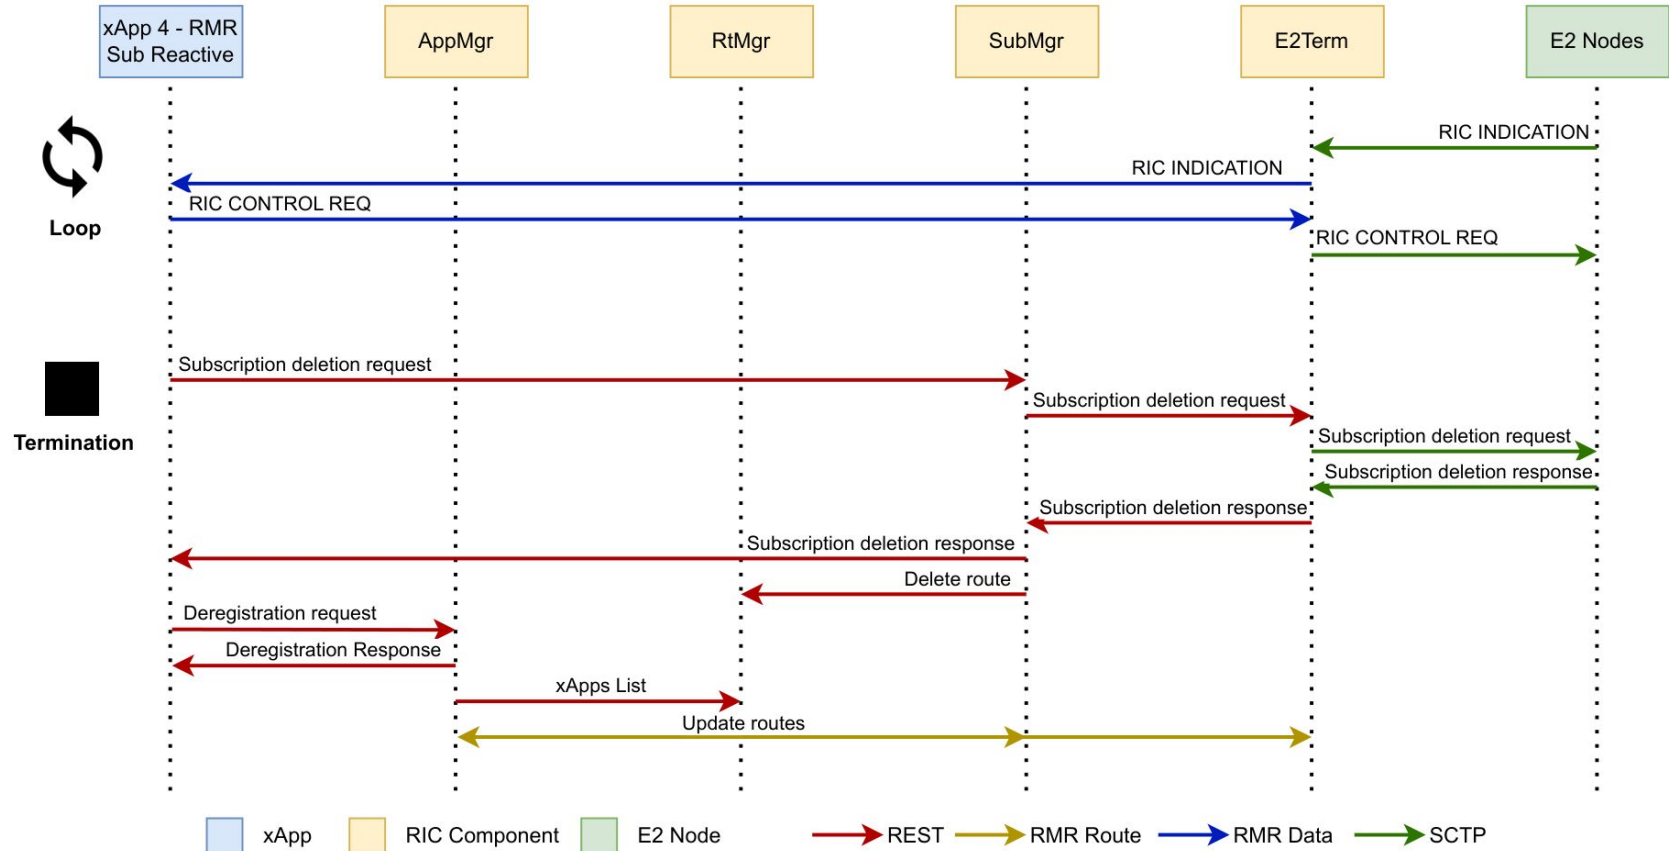 xApp 4 - RMR
Sub Reactive
AppMgr
RtMgr
SubMgr
E2Term
E2 Nodes
RIC INDICATION
RIC INDICATION
RIC CONTROL REQ
Loop
RIC CONTROL REQ
Subscription deletion request
Subscription deletion request
Termination
Subscription deletion request
Subscription deletion response
Subscription deletion response
Subscription deletion response
Delete route
Deregistration request
Deregistration Response
xApps List
Update routes
xApp
RIC Component
E2 Node
REST
RMR Route
RMR Data
SCTP